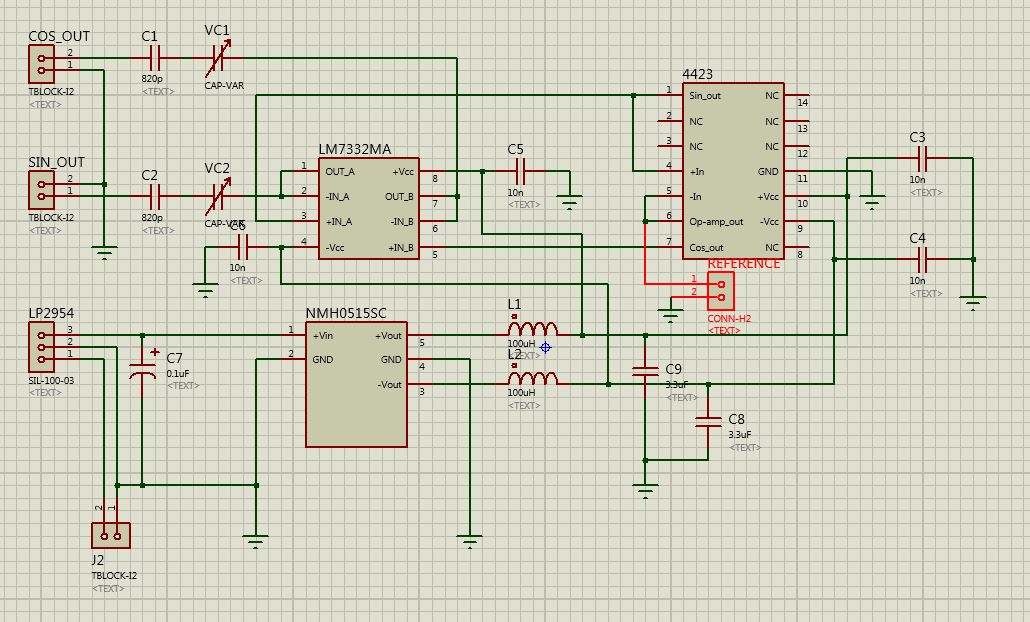 COS_OUT
2
1
TBLOCK-I2
<TEXT>
C1
820p
<TEXT>
VC1
CAP-VAR
SIN_OUT
2
1
TBLOCK-I2
<TEXT>
C2
820p
<TEXT>
VC2
CAP-VAR
C6
10n
<TEXT>
LM7332MA
1 OUT_A +Vcc 8
2 -IN_A OUT_B 7
3 +IN_A -IN_B 6
4 -Vcc +IN_B 5
C5
10n
<TEXT>
4423
1 Sin_out NC 14
2 NC NC 13
3 NC NC 12
4 +In GND 11
5 -In +Vcc 10
6 Op-amp_out -Vcc 9
7 Cos_out NC 8
REFERENCE
1
2
CONN-H2
<TEXT>
C3
10n
<TEXT>
C4
10n
<TEXT>
LP2954
3
2
1
SIL-100-03
<TEXT>
C7
0.1uF
<TEXT>
NMH0515SC
1 +Vin +Vout 5
2 GND GND 4
-Vout 3
L1
100uH
<TEXT>
L2
100uH
<TEXT>
C9
3.3uF
<TEXT>
C8
3.3uF
<TEXT>
2 1
J2
TBLOCK-I2
<TEXT>